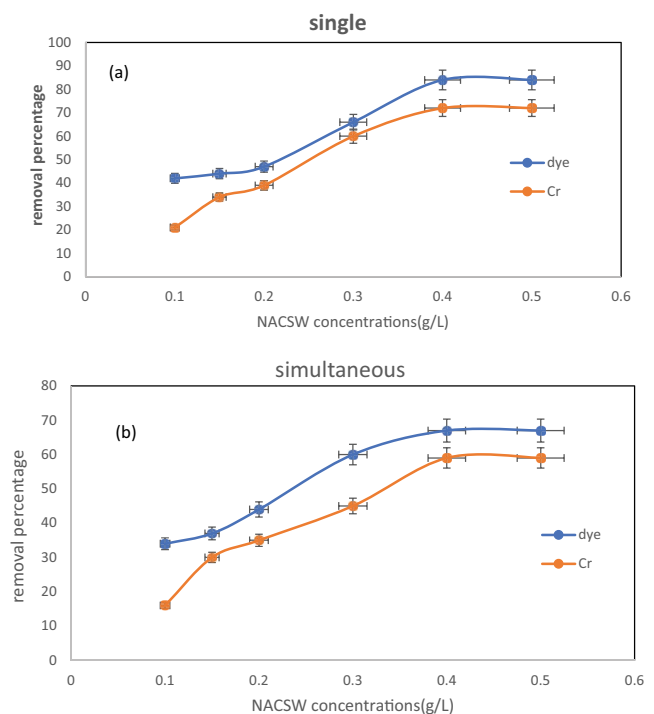 single
(a)
removal percentage
100
90
80
70
60
50
40
30
20
10
0
0 0.1 0.2 0.3 0.4 0.5 0.6
NACSW concentrations(g/L)
dye
Cr
simultaneous
(b)
removal percentage
80
70
60
50
40
30
20
10
0
0 0.1 0.2 0.3 0.4 0.5 0.6
NACSW concentrations(g/L)
dye
Cr